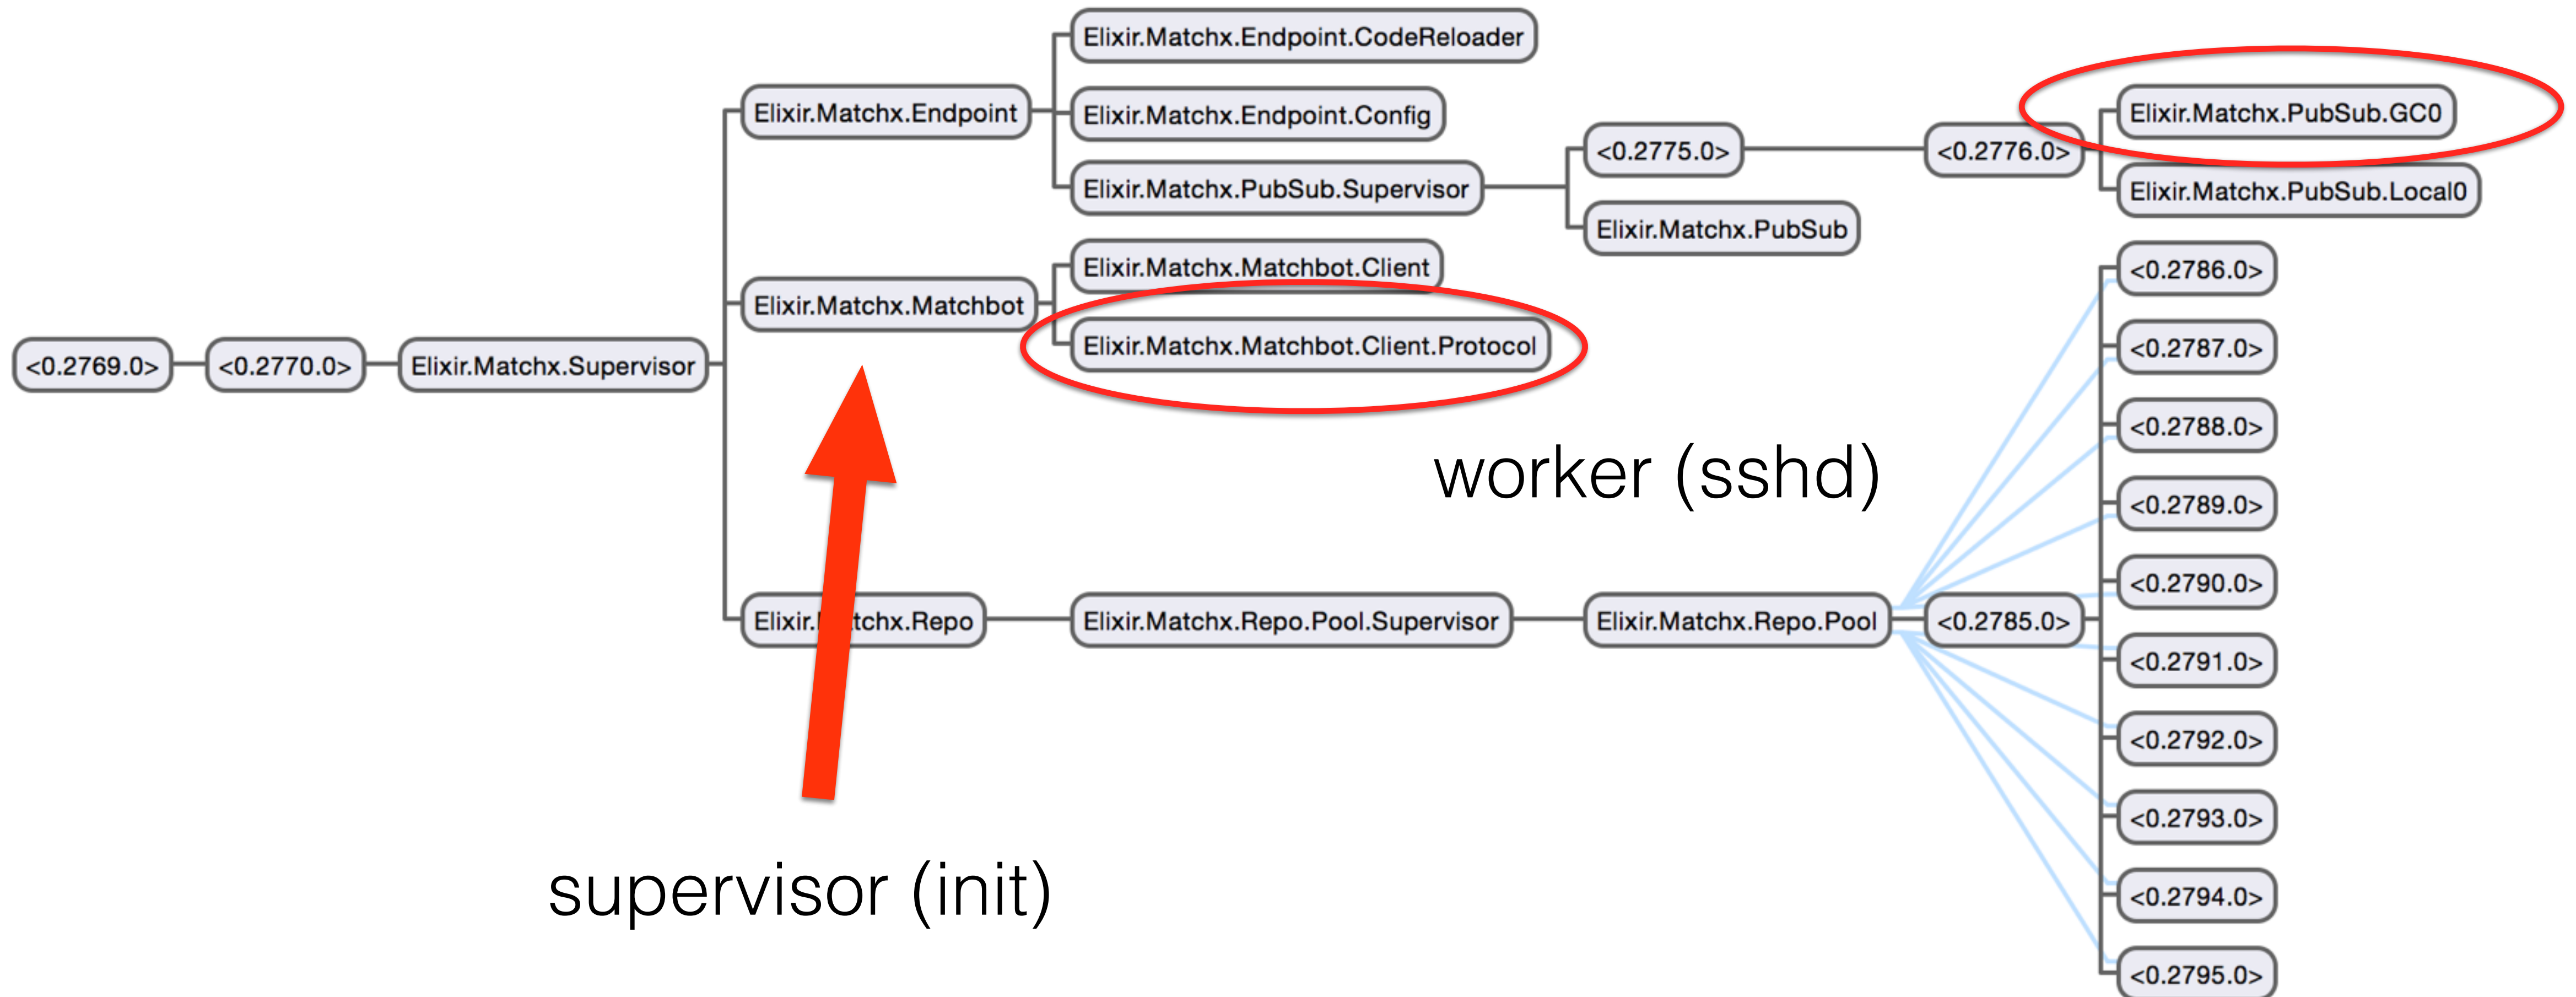 Elixir.Matchx.Endpoint.CodeReloader
Elixir.Matchx.Endpoint
Elixir.Matchx.Endpoint.Config
Elixir.Matchx.PubSub.GC0
<0.2775.0>
<0.2776.0>
Elixir.Matchx.PubSub.Supervisor
Elixir.Matchx.PubSub.Local0
Elixir.Matchx.PubSub
Elixir.Matchx.Matchbot.Client
<0.2786.0>
Elixir.Matchx.Matchbot
Elixir.Matchx.Matchbot.Client.Protocol
<0.2787.0>
<0.2769.0>
<0.2770.0>
Elixir.Matchx.Supervisor
<0.2788.0>
worker (sshd)
<0.2789.0>
<0.2790.0>
Elixir.Matchx.Repo
Elixir.Matchx.Repo.Pool.Supervisor
Elixir.Matchx.Repo.Pool
<0.2785.0>
<0.2791.0>
<0.2792.0>
<0.2793.0>
supervisor (init)
<0.2794.0>
<0.2795.0>